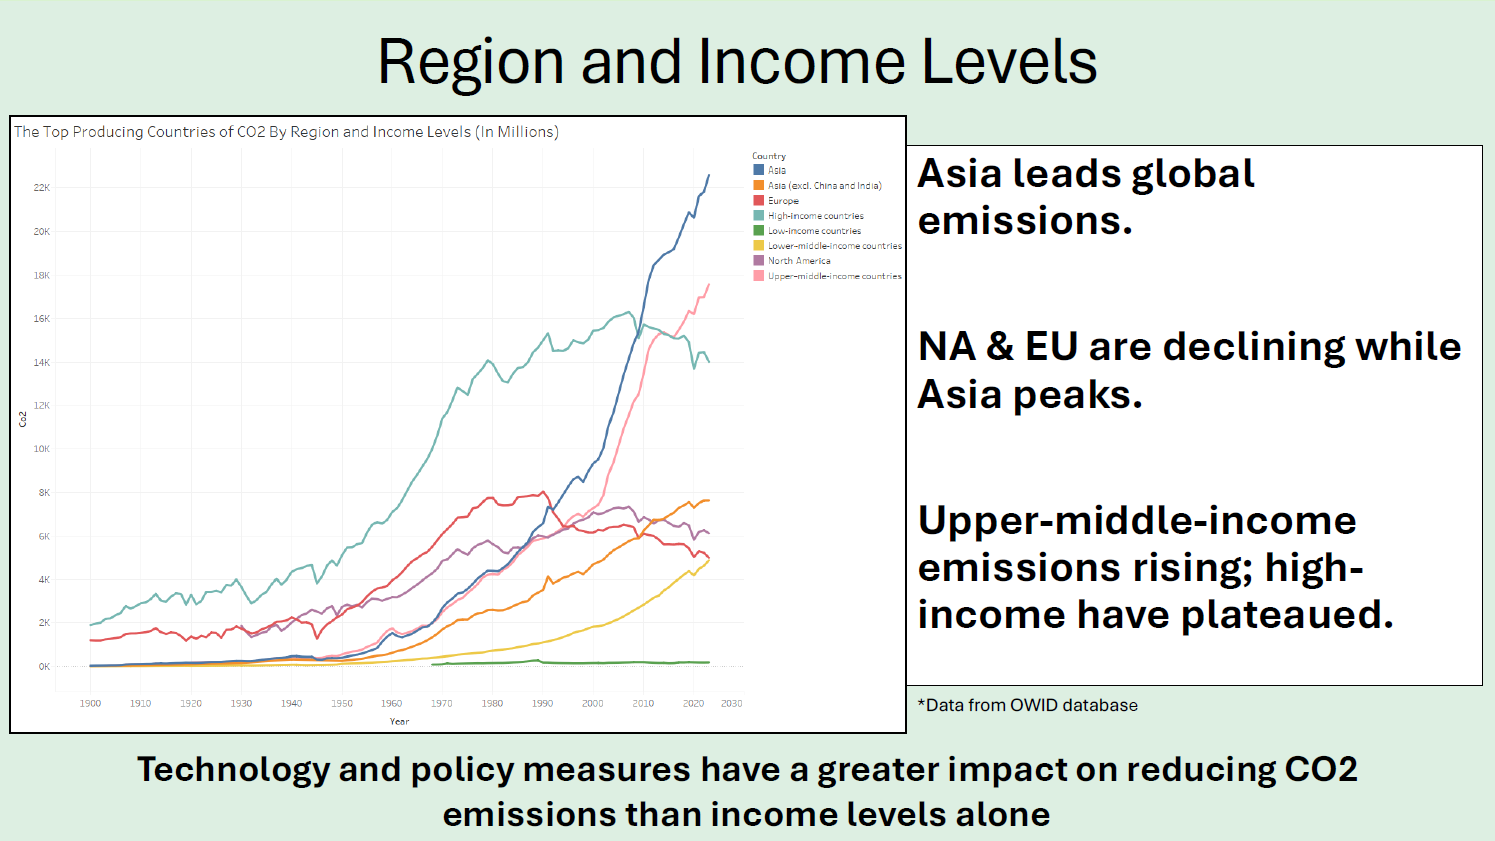 Region and Income Levels
The Top Producing Countries of CO2 By Region and Income Levels (In Millions)
Country
Asia
Asia (excl. China and India)
Europe
High-income countries
Low-income countries
Lower-middle-income countries
North America
Upper-middle-income countries
22K
20K
18K
16K
14K
12K
10K
8K
6K
4K
2K
0K
Co2
1900 1910 1920 1930 1940 1950 1960 1970 1980 1990 2000 2010 2020 2030
Year
Asia leads global
emissions.
NA & EU are declining while
Asia peaks.
Upper-middle-income
emissions rising; high-
income have plateaued.
*Data from OWID database
Technology and policy measures have a greater impact on reducing CO2
emissions than income levels alone